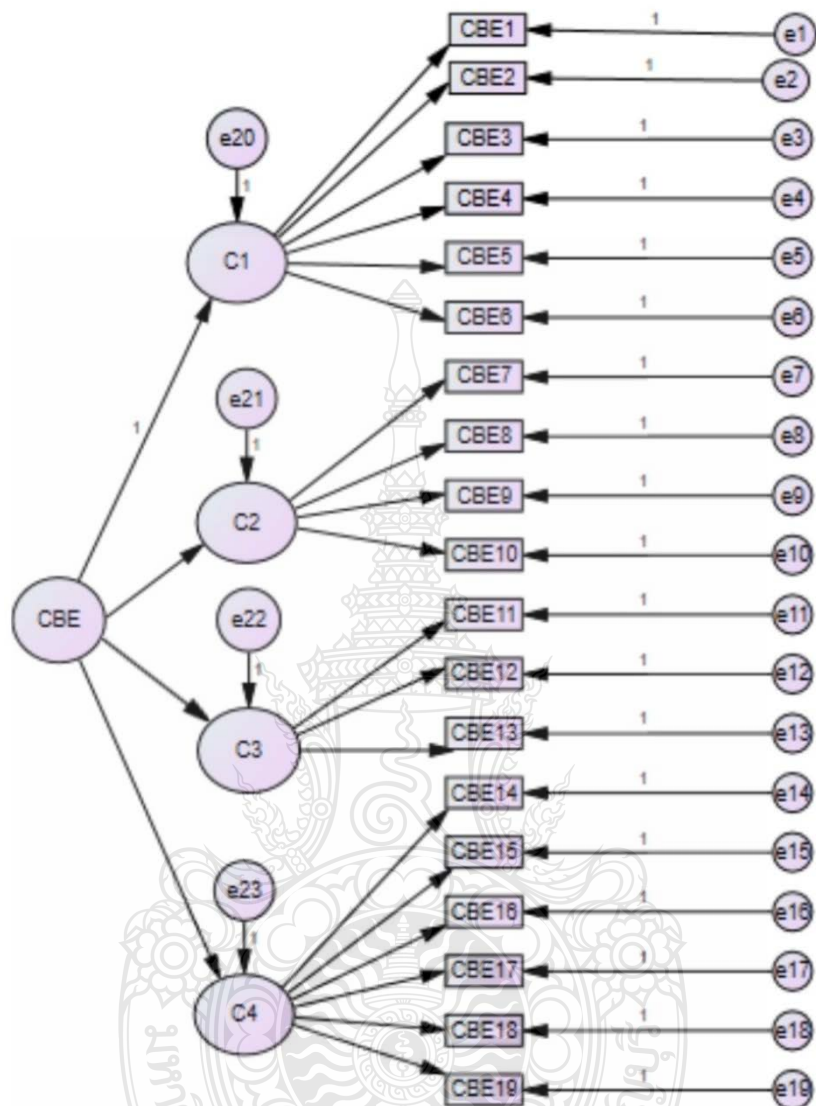 CBE1 1 e1
CBE2 1 e2
e20
CBE3 1 e3
1
CBE4 1 e4
C1
CBE5 1 e5
CBE6 1 e6
CBE7 1 e7
e21
1
CBE8 1 e8
1
CBE9 1 e9
C2
CBE10 1 e10
CBE11 1 e11
CBE
e22
1
CBE12 1 e12
CBE13 1 e13
C3
CBE14 1 e14
CBE15 1 e15
e23
CBE16 1 e16
1
CBE17 1 e17
C4
CBE18 1 e18
CBE19 1 e19